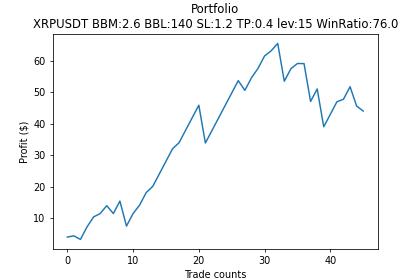 Portfolio
XRPUSDT BBM:2.6 BBL:140 SL:1.2 TP:0.4 lev:15 WinRatio:76.0
60
50
40
30
20
10
Profit ($)
0
10
20
30
40
Trade counts